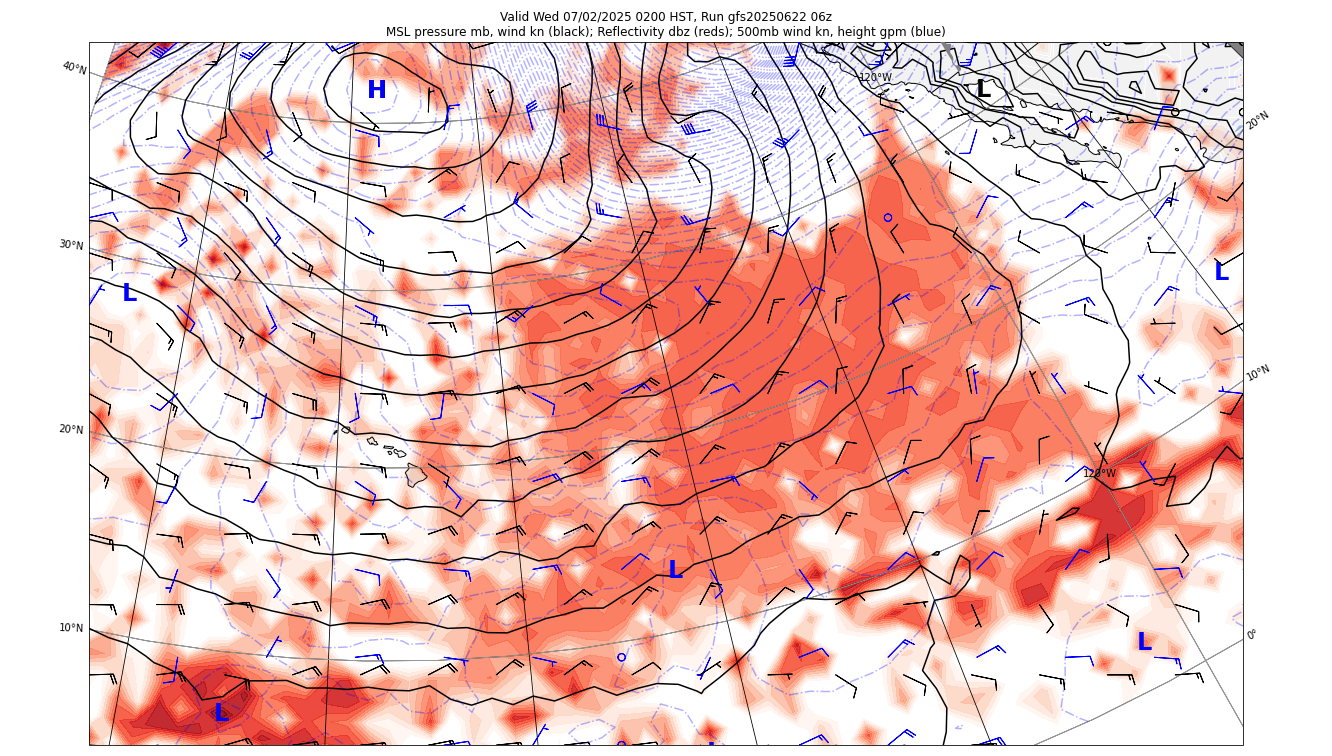 Valid Wed 07/02/2025 0200 HST, Run gfs20250622 06z
MSL pressure mb, wind kn (black); Reflectivity dbz (reds); 500mb wind kn, height gpm (blue)
40°N
120°W
H
L
20°N
30°N
L
L
10°N
20°N
120°W
L
10°N
0°
L
L